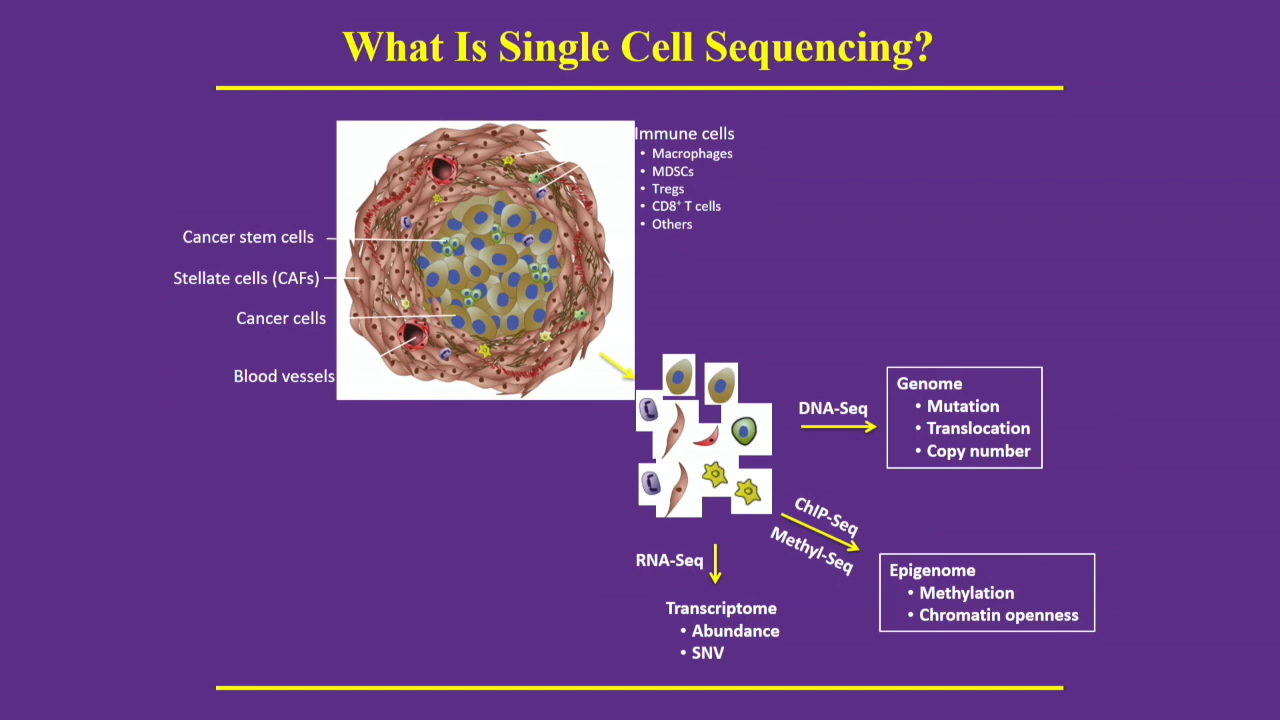 What Is Single Cell Sequencing?
Immune cells
• Macrophages
• MDSCs
• Tregs
• CD8⁺ T cells
• Others
Cancer stem cells
Stellate cells (CAFs)
Cancer cells
Blood vessels
DNA-Seq
Genome
• Mutation
• Translocation
• Copy number
ChIP-Seq
Methyl-Seq
Epigenome
• Methylation
• Chromatin openness
RNA-Seq
Transcriptome
• Abundance
• SNV